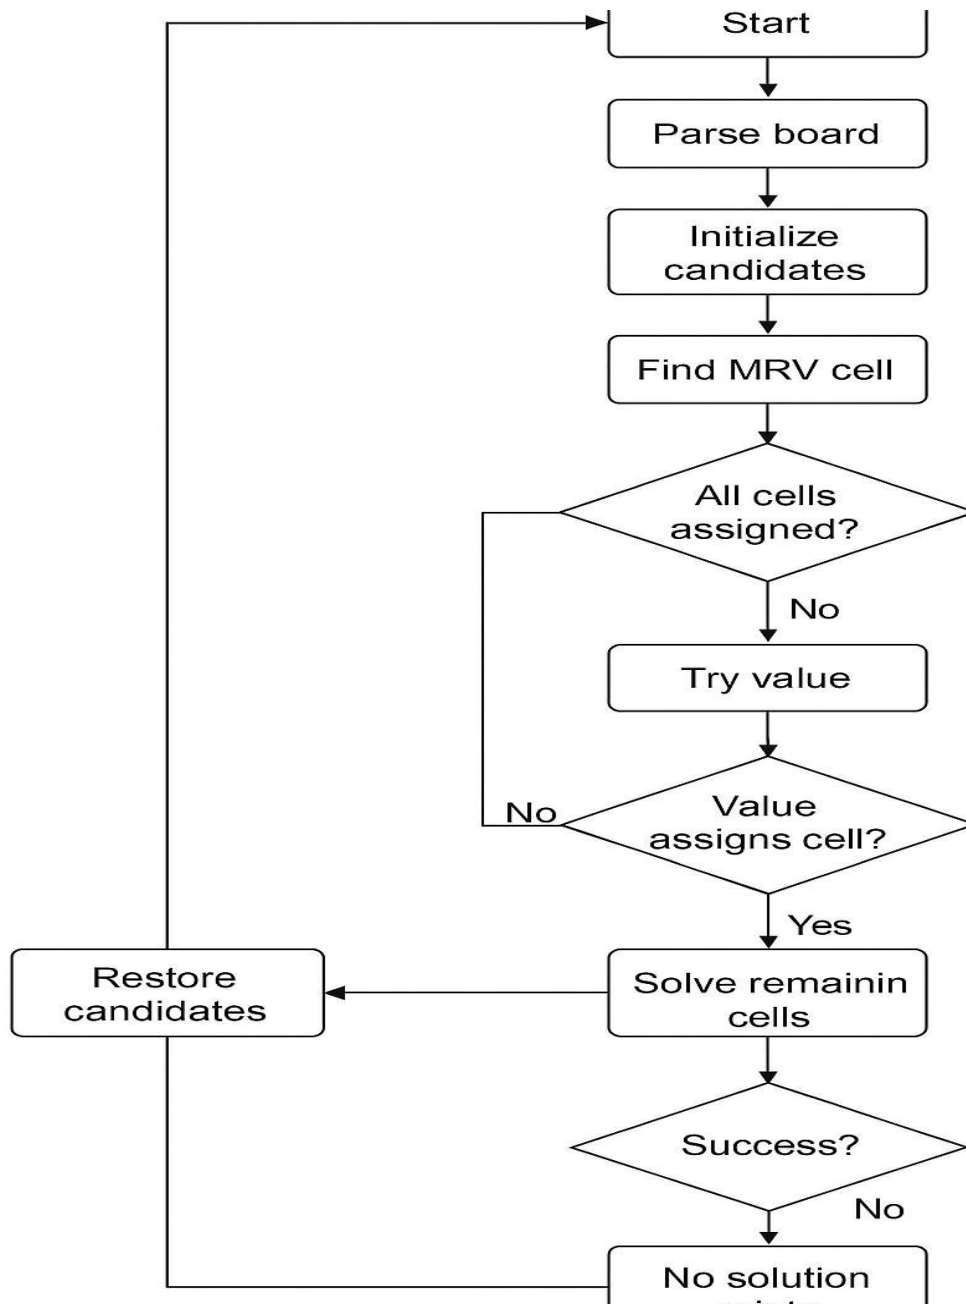 Start
Parse board
Initialize
candidates
Find MRV cell
All cells
assigned?
No
Try value
Value
assigns cell?
No
Yes
Restore
candidates
Solve remainin
cells
Success?
No
No solution